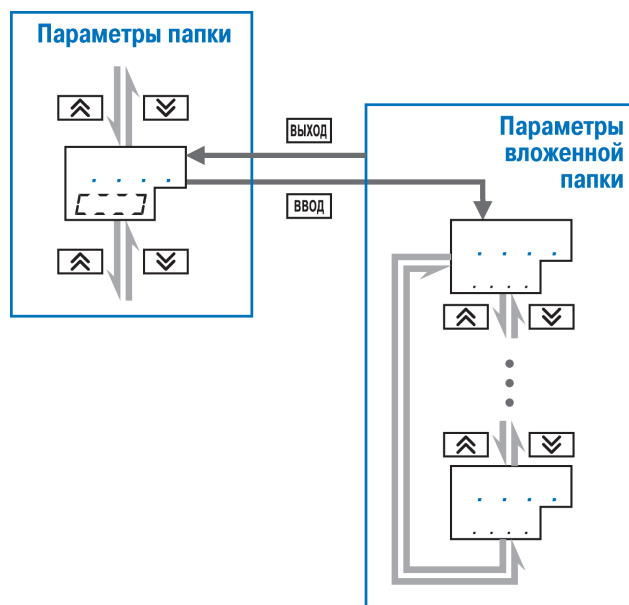 Параметры папки
ВЫХОД
ВВОД
Параметры
вложенной
папки